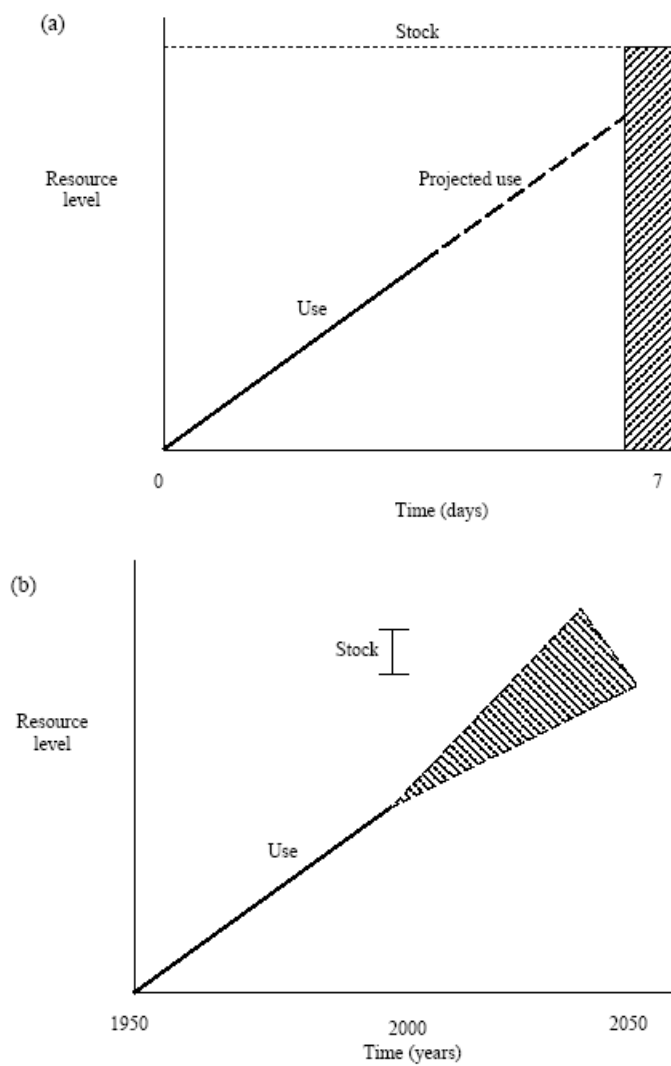 (a)
Stock
Resource
level
Projected use
Use
0
7
Time (days)
(b)
Stock
Resource
level
Use
1950
2000
2050
Time (years)